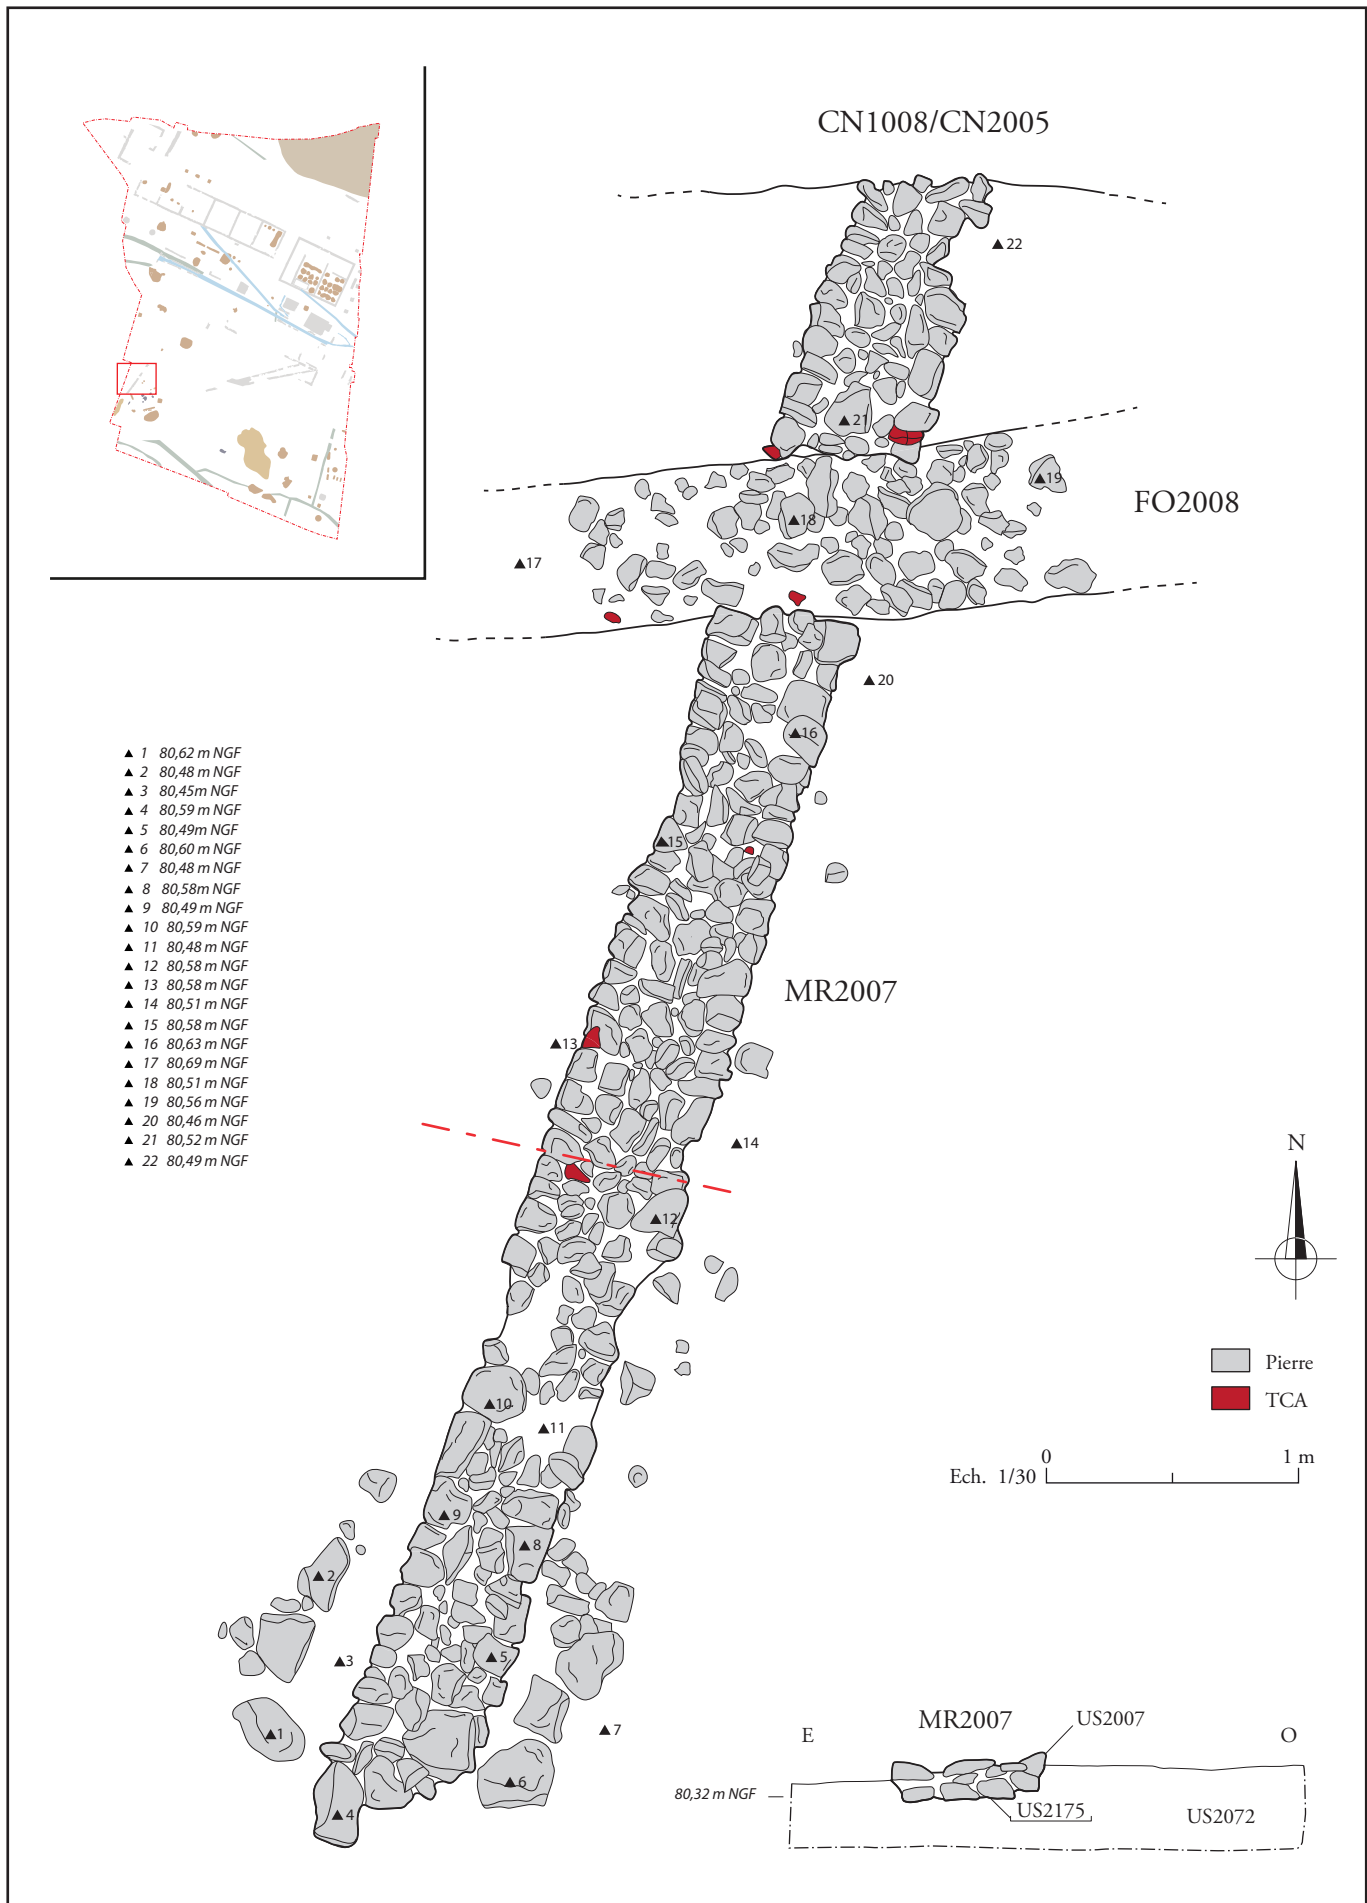 CN1008/CN2005
▲ 22
▲ 21
▲ 19
FO2008
▲ 18
▲ 17
▲ 20
▲ 16
▲ 1 80,62 m NGF
▲ 2 80,48 m NGF
▲ 3 80,45m NGF
▲ 4 80,59 m NGF
▲ 5 80,49m NGF
▲ 6 80,60 m NGF
▲ 7 80,48 m NGF
▲ 8 80,58m NGF
▲ 9 80,49 m NGF
▲ 10 80,59 m NGF
▲ 11 80,48 m NGF
▲ 12 80,58 m NGF
▲ 13 80,58 m NGF
▲ 14 80,51 m NGF
▲ 15 80,58 m NGF
▲ 16 80,63 m NGF
▲ 17 80,69 m NGF
▲ 18 80,51 m NGF
▲ 19 80,56 m NGF
▲ 20 80,46 m NGF
▲ 21 80,52 m NGF
▲ 22 80,49 m NGF
▲ 15
MR2007
▲ 13
▲ 14
▲ 12
N
Pierre
TCA
▲ 10
▲ 11
0 1 m
Ech. 1/30
▲ 9
▲ 8
▲ 2
▲ 3
▲ 5
▲ 1
▲ 7
▲ 6
▲ 4
MR2007
US2007
E O
80,32 m NGF
US2175
US2072